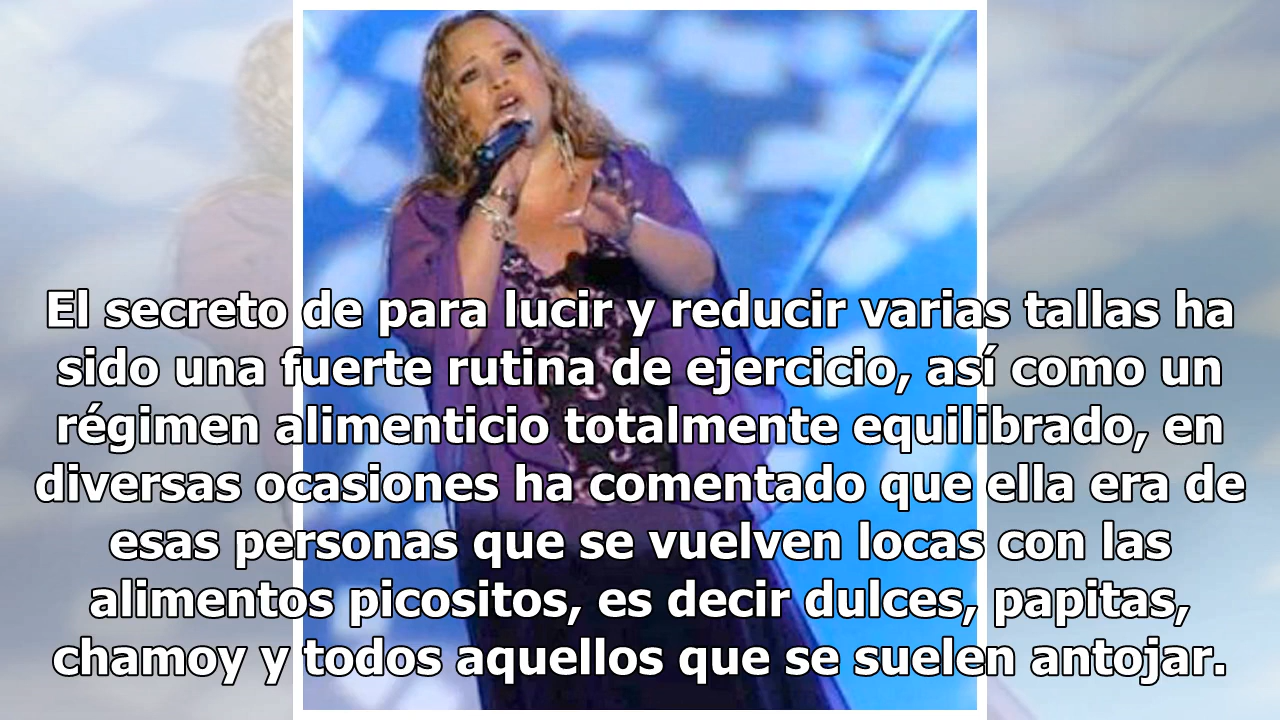 El secreto de para lucir y reducir varias tallas ha
sido una fuerte rutina de ejercicio, así como un
régimen alimenticio totalmente equilibrado, en
diversas ocasiones ha comentado que ella era de
esas personas que se vuelven locas con las
alimentos picositos, es decir dulces, papitas,
chamoy y todos aquellos que se suelen antojar.